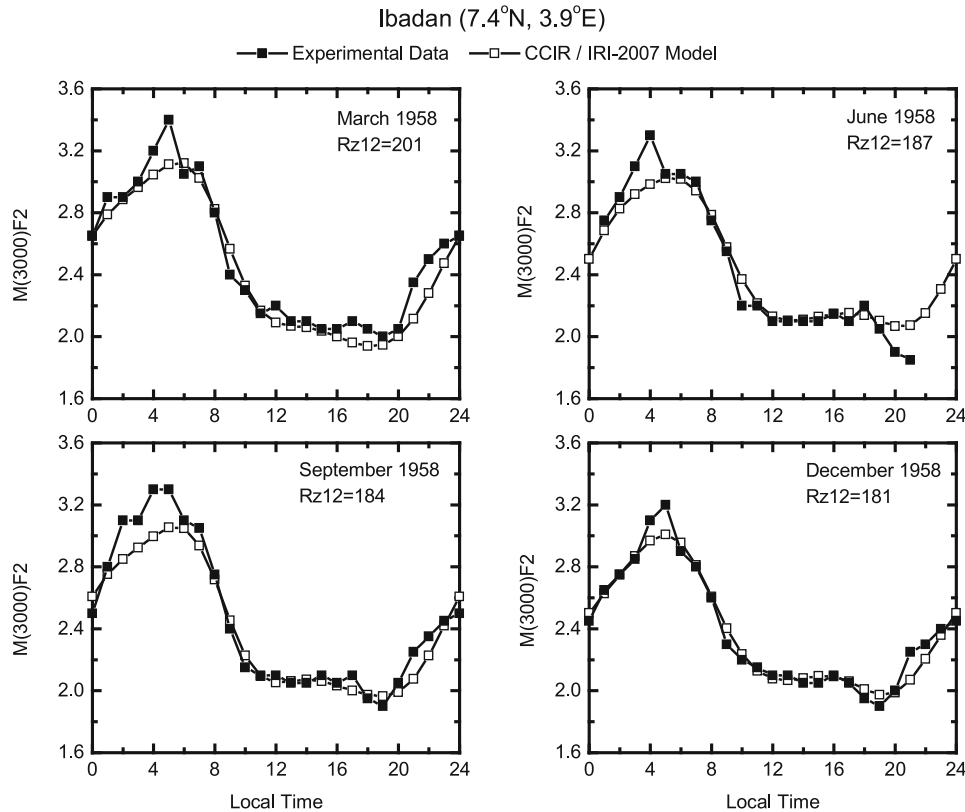 Ibadan (7.4°N, 3.9°E)
Experimental Data CCIR / IRI-2007 Model
March 1958
Rz12=201
M(3000)F2
3.6
3.2
2.8
2.4
2.0
1.6
0 4 8 12 16 20 24
June 1958
Rz12=187
M(3000)F2
3.6
3.2
2.8
2.4
2.0
1.6
0 4 8 12 16 20 24
September 1958
Rz12=184
M(3000)F2
3.6
3.2
2.8
2.4
2.0
1.6
0 4 8 12 16 20 24
Local Time
December 1958
Rz12=181
M(3000)F2
3.6
3.2
2.8
2.4
2.0
1.6
0 4 8 12 16 20 24
Local Time